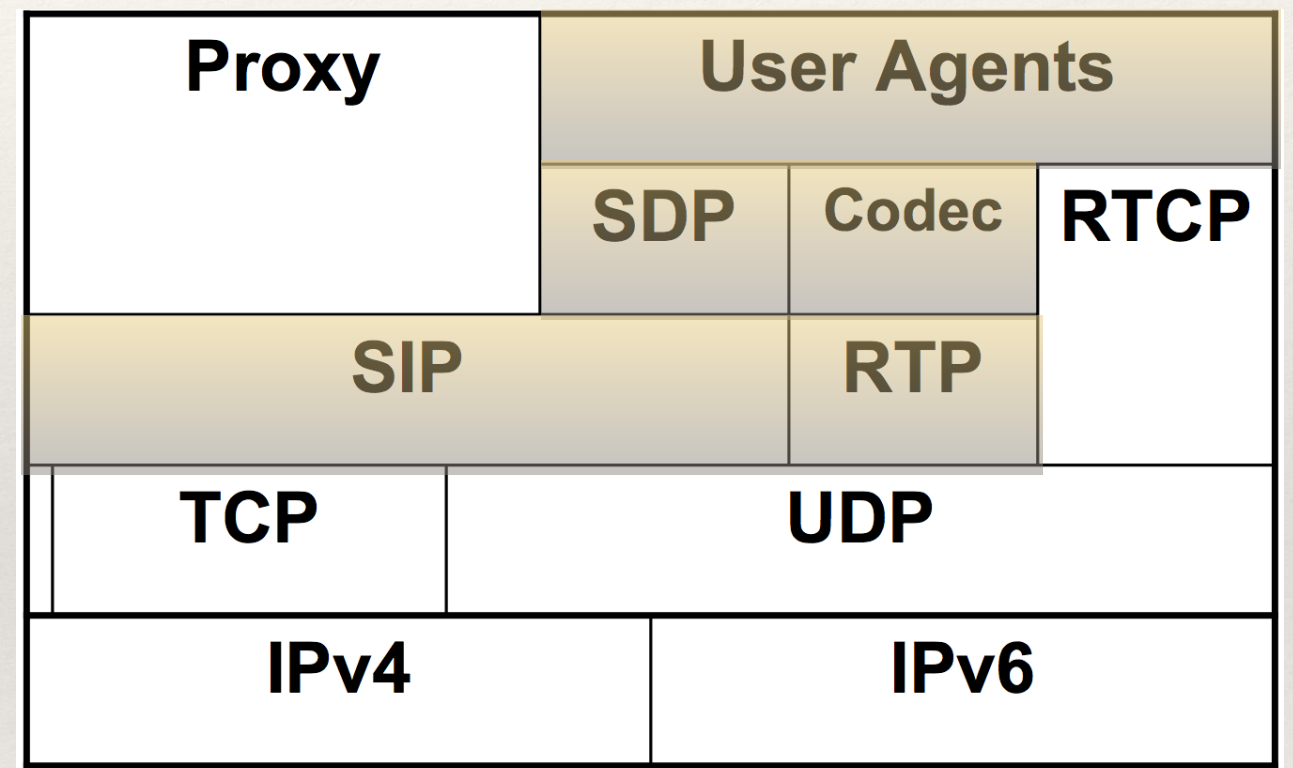 Proxy
User Agents
SDP
Codec
RTCP
SIP
RTP
TCP
UDP
IPv4
IPv6